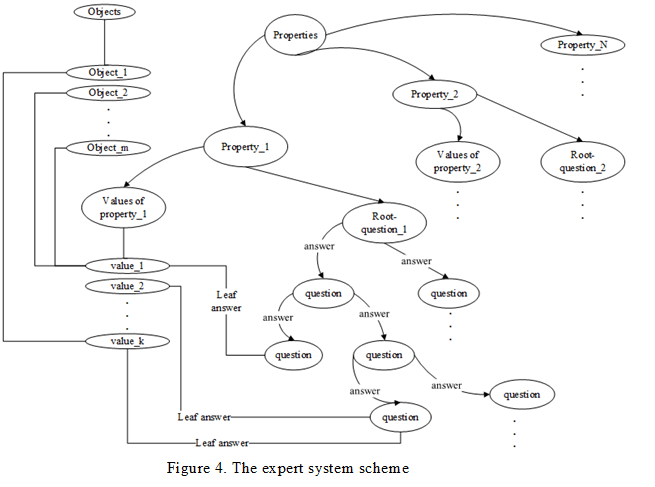 Objects
Properties
Property_N
Object_1
Object_2
Property_2
Object_m
Property_1
Values of
property_2
Root-
question_2
Values of
property_1
Root-
question_1
answer
answer
value_1
value_2
question
question
Leaf
answer
answer
answer
value_k
question
question
answer
answer
question
Leaf answer
question
Leaf answer
Figure 4. The expert system scheme